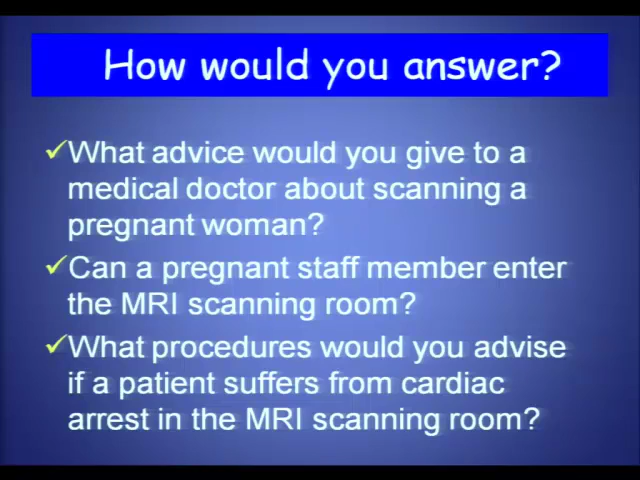 How would you answer?
What advice would you give to a
medical doctor about scanning a
pregnant woman?
Can a pregnant staff member enter
the MRI scanning room?
What procedures would you advise
if a patient suffers from cardiac
arrest in the MRI scanning room?